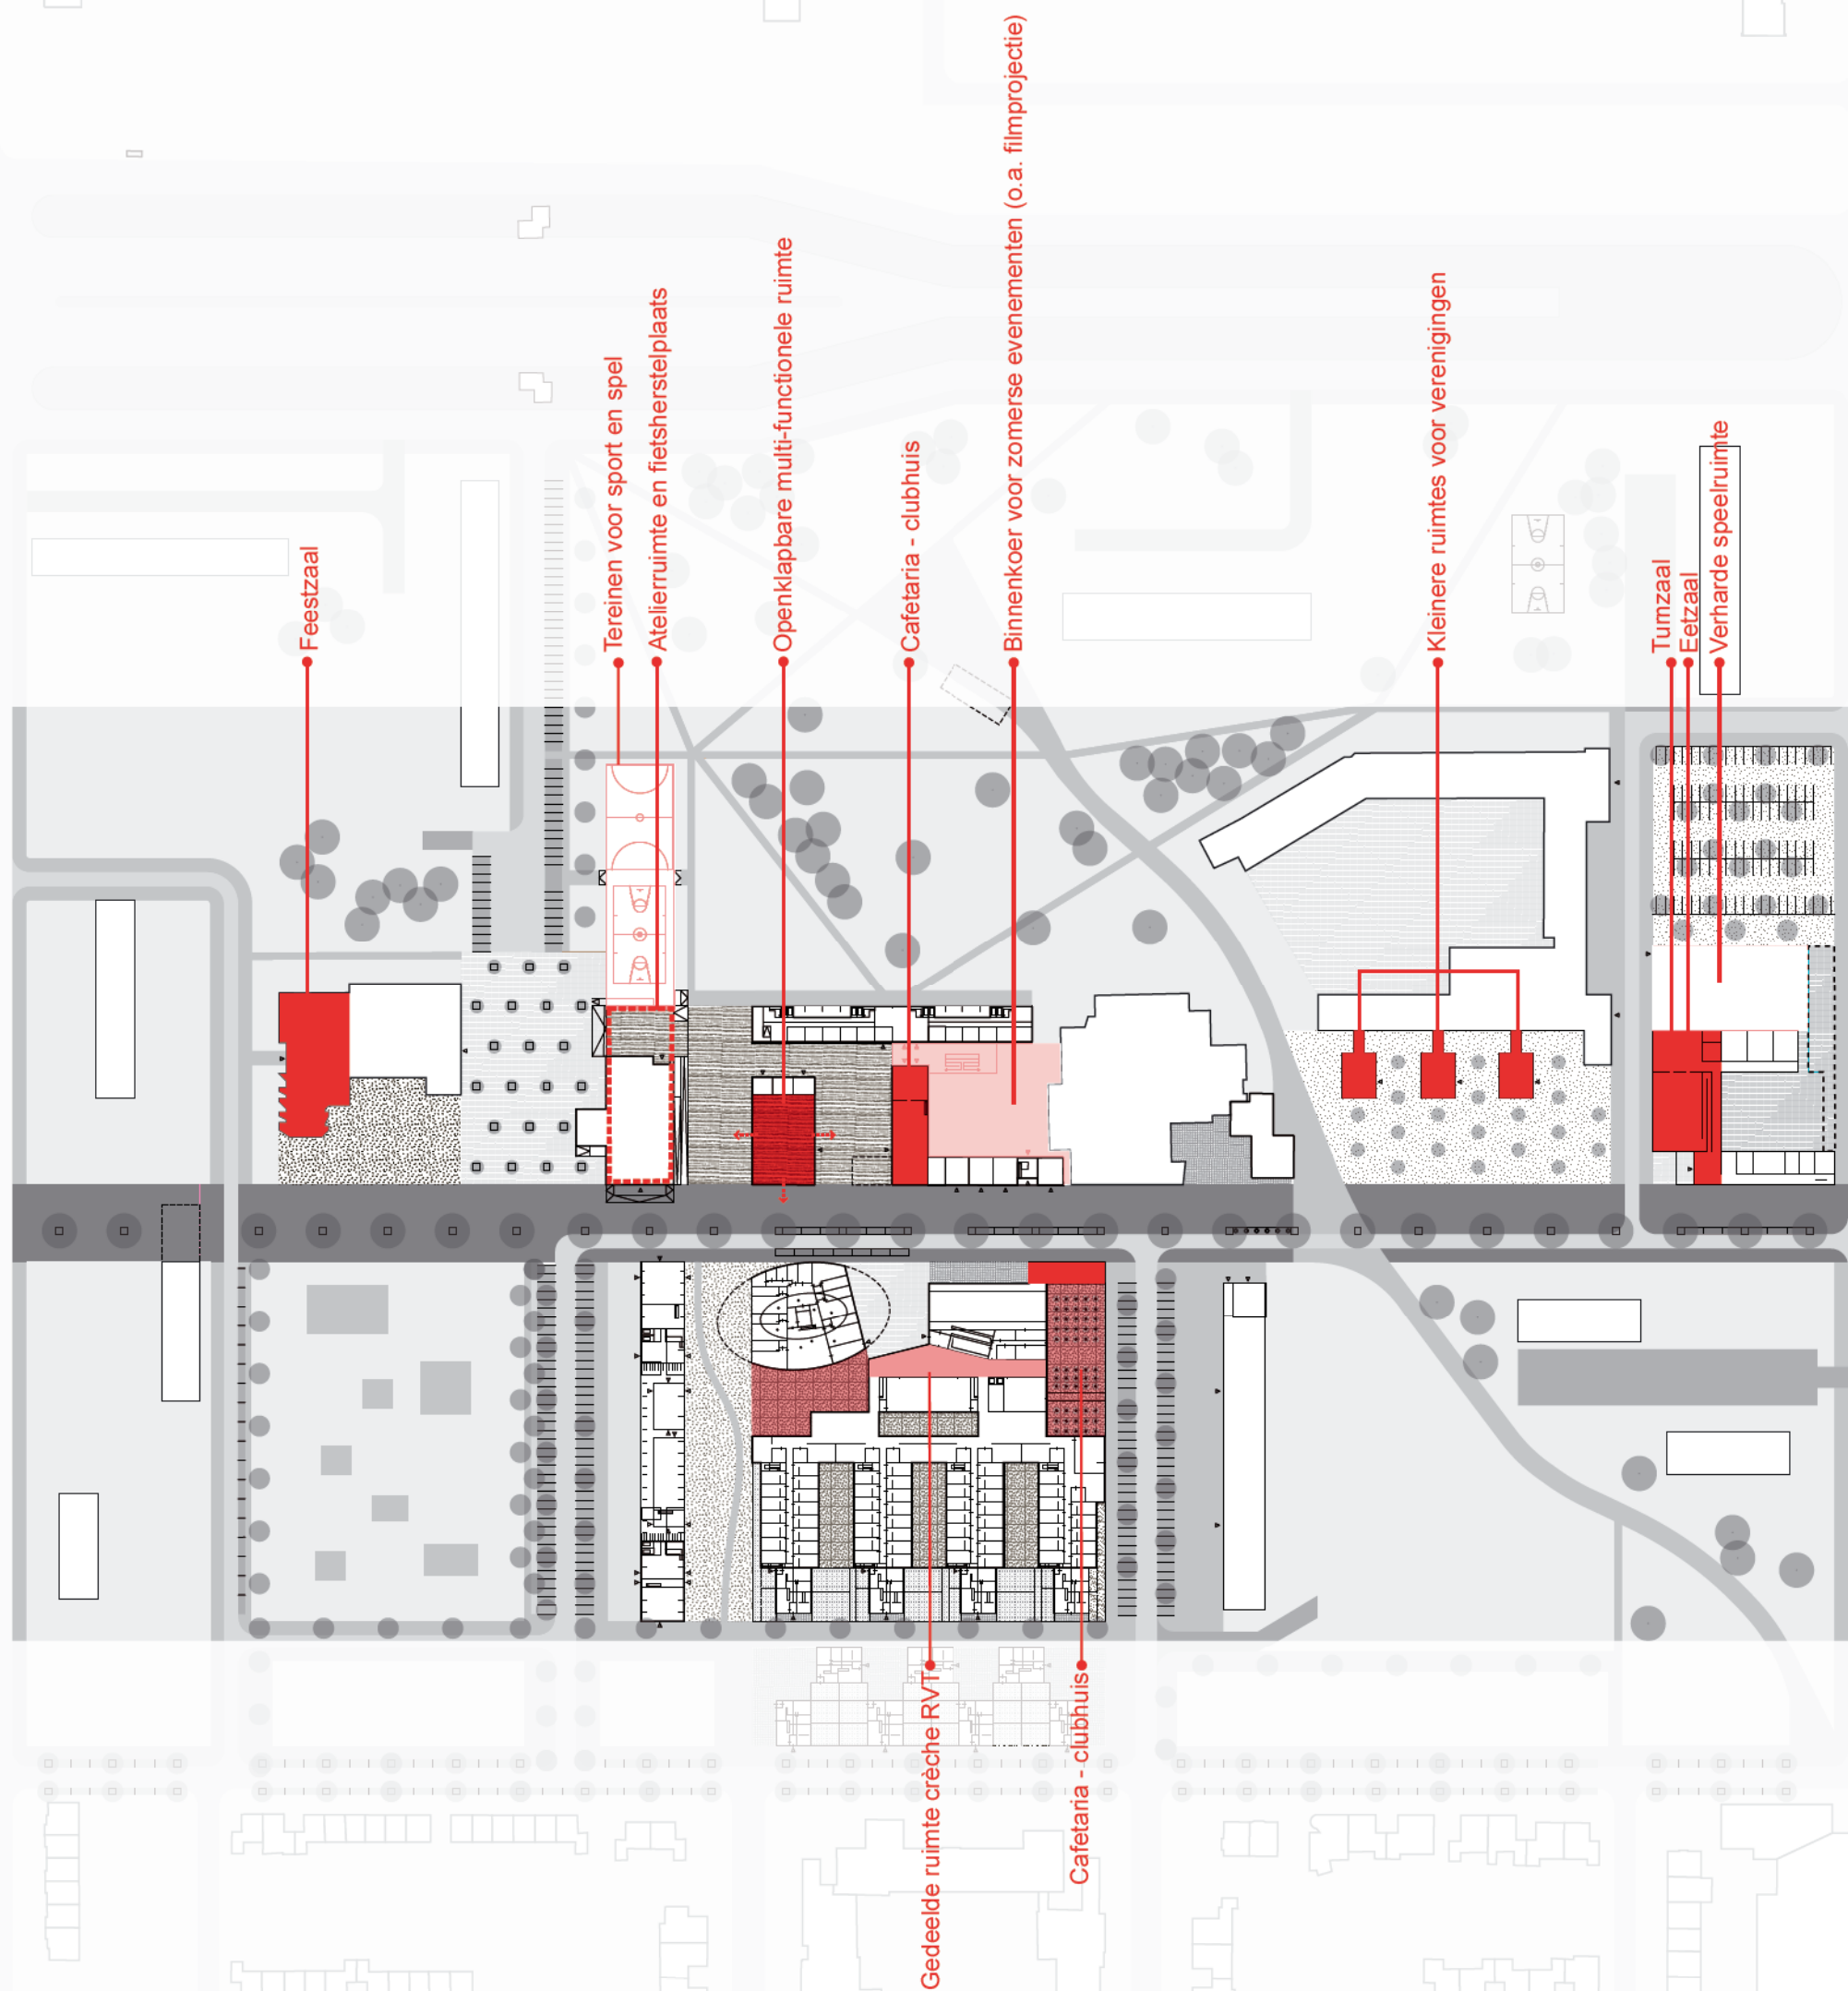 Feestzaal
Tereinen voor sport en spel
Atelierruimte en fietsherstelplaats
Openklapbare multi-functionele ruimte
Cafetaria - clubhuis
Binnenkoer voor zomerse evenementen (o.a. filmprojectie)
Kleinere ruimtes voor verenigingen
Turnzaal
Eetzaal
Verharde speelruimte
Gedeelde ruimte crèche RVT
Cafetaria - clubhuis